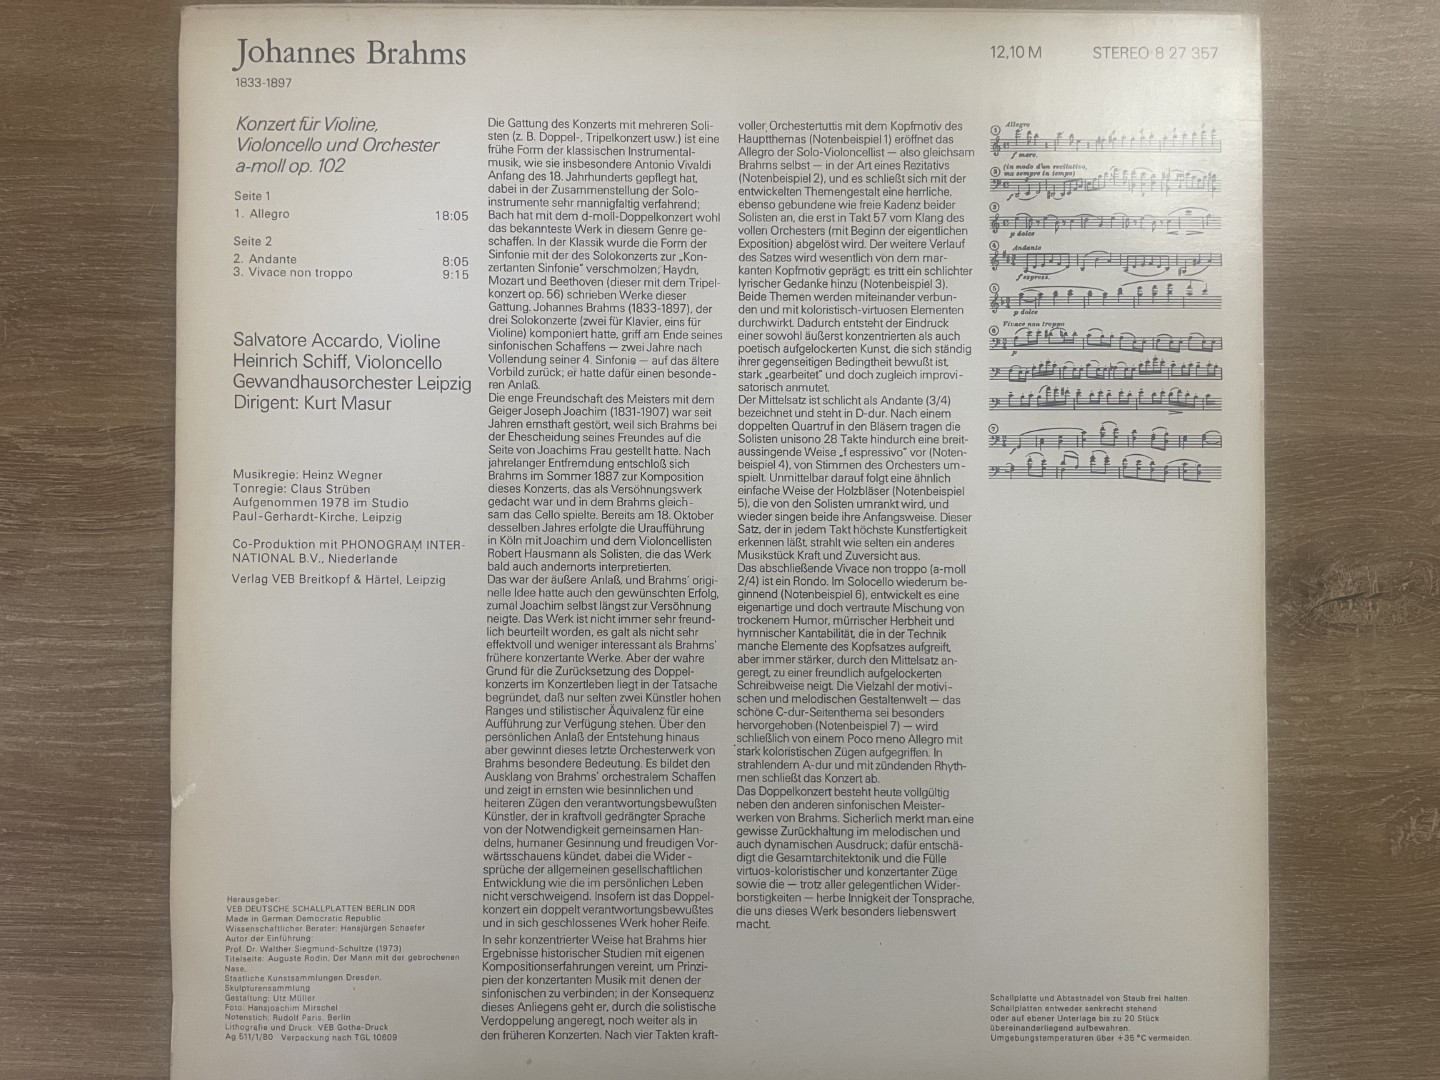 Johannes Brahms
1833-1897
12,10 M
STEREO 8 27 357
Konzert für Violine,
Violoncello und Orchester
a-moll op. 102
Seite 1
1. Allegro 18:05
Seite 2
2. Andante 8:05
3. Vivace non troppo 9:15
Salvatore Accardo, Violine
Heinrich Schiff, Violoncello
Gewandhausorchester Leipzig
Dirigent: Kurt Masur
Musikregie: Heinz Wegner
Tonregie: Claus Strüben
Aufgenommen 1978 im Studio
Paul-Gerhardt-Kirche, Leipzig
Co-Produktion mit PHONOGRAM INTER-
NATIONAL B.V., Niederlande
Verlag VEB Breitkopf & Härtel, Leipzig
Herausgeber:
VEB DEUTSCHE SCHALLPLATTEN BERLIN DDR
Made in German Democratic Republic
Wissenschaftlicher Berater: Hansjürgen Schaefer
Autor der Einführung:
Prof. Dr. Walther Siegmund-Schultze (1973)
Titelseite: Auguste Rodin, Der Mann mit der gebrochenen
Nase.
Staatliche Kunstsammlungen Dresden,
Skulpturensammlung
Gestaltung: Utz Müller
Foto: Hansjoachim Mirschel
Notenstich: Rudolf Paris, Berlin
Lithografie und Druck: VEB Gotha-Druck
Ag 511/1/80 Verpackung nach TGL 10609
Die Gattung des Konzerts mit mehreren Soli-
sten (z. B. Doppel-, Tripelkonzert usw.) ist eine
frühe Form der klassischen Instrumental-
musik, wie sie insbesondere Antonio Vivaldi
Anfang des 18. Jahrhunderts gepflegt hat,
dabei in der Zusammenstellung der Solo-
instrumente sehr mannigfaltig verfahrend;
Bach hat mit dem d-moll-Doppelkonzert wohl
das bekannteste Werk in diesem Genre ge-
schaffen. In der Klassik wurde die Form der
Sinfonie mit der des Solokonzerts zur „Kon-
zertanten Sinfonie" verschmolzen; Haydn,
Mozart und Beethoven (dieser mit dem Tripel-
konzert op. 56) schrieben Werke dieser
Gattung. Johannes Brahms (1833-1897), der
drei Solokonzerte (zwei für Klavier, eins für
Violine) komponiert hatte, griff am Ende seines
sinfonischen Schaffens — zwei Jahre nach
Vollendung seiner 4. Sinfonie — auf das ältere
Vorbild zurück; er hatte dafür einen besonde-
ren Anlaß.
Die enge Freundschaft des Meisters mit dem
Geiger Joseph Joachim (1831-1907) war seit
Jahren ernsthaft gestört, weil sich Brahms bei
der Ehescheidung seines Freundes auf die
Seite von Joachims Frau gestellt hatte. Nach
jahrelanger Entfremdung entschloß sich
Brahms im Sommer 1887 zur Komposition
dieses Konzerts, das als Versöhnungswerk
gedacht war und in dem Brahms gleich-
sam das Cello spielte. Bereits am 18. Oktober
desselben Jahres erfolgte die Uraufführung
in Köln mit Joachim und dem Violoncellisten
Robert Hausmann als Solisten, die das Werk
bald auch andernorts interpretierten.
Das war der äußere Anlaß, und Brahms' origi-
nelle Idee hatte auch den gewünschten Erfolg,
zumal Joachim selbst längst zur Versöhnung
neigte. Das Werk ist nicht immer sehr freund-
lich beurteilt worden, es galt als nicht sehr
effektvoll und weniger interessant als Brahms'
frühere konzertante Werke. Aber der wahre
Grund für die Zurücksetzung des Doppel-
konzerts im Konzertleben liegt in der Tatsache
begründet, daß nur selten zwei Künstler hohen
Ranges und stilistischer Äquivalenz für eine
Aufführung zur Verfügung stehen. Über den
persönlichen Anlaß der Entstehung hinaus
aber gewinnt dieses letzte Orchesterwerk von
Brahms besondere Bedeutung. Es bildet den
Ausklang von Brahms' orchestralem Schaffen
und zeigt in ernsten wie besinnlichen und
heiteren Zügen den verantwortungsbewußten
Künstler, der in kraftvoll gedrängter Sprache
von der Notwendigkeit gemeinsamen Han-
delns, humaner Gesinnung und freudigen Vor-
wärtsschauens kündet, dabei die Wider-
sprüche der allgemeinen gesellschaftlichen
Entwicklung wie die im persönlichen Leben
nicht verschweigend. Insofern ist das Doppel-
konzert ein doppelt verantwortungsbewußtes
und in sich geschlossenes Werk hoher Reife.
In sehr konzentrierter Weise hat Brahms hier
Ergebnisse historischer Studien mit eigenen
Kompositionserfahrungen vereint, um Prinzi-
pien der konzertanten Musik mit denen der
sinfonischen zu verbinden; in der Konsequenz
dieses Anliegens geht er, durch die solistische
Verdoppelung angeregt, noch weiter als in
den früheren Konzerten. Nach vier Takten kraft-
voller Orchestertuttis mit dem Kopfmotiv des
Hauptthemas (Notenbeispiel 1) eröffnet das
Allegro der Solo-Violoncellist — also gleichsam
Brahms selbst — in der Art eines Rezitativs
(Notenbeispiel 2), und es schließt sich mit der
entwickelten Themengestalt eine herrliche,
ebenso gebundene wie freie Kadenz beider
Solisten an, die erst in Takt 57 vom Klang des
vollen Orchesters (mit Beginn der eigentlichen
Exposition) abgelöst wird. Der weitere Verlauf
des Satzes wird wesentlich von dem mar-
kanten Kopfmotiv geprägt; es tritt ein schlichter
lyrischer Gedanke hinzu (Notenbeispiel 3).
Beide Themen werden miteinander verbun-
den und mit koloristisch-virtuosen Elementen
durchwirkt. Dadurch entsteht der Eindruck
einer sowohl äußerst konzentrierten als auch
poetisch aufgelockerten Kunst, die sich ständig
ihrer gegenseitigen Bedingtheit bewußt ist,
stark „gearbeitet" und doch zugleich improvi-
satorisch anmutet.
Der Mittelsatz ist schlicht als Andante (3/4)
bezeichnet und steht in D-dur. Nach einem
doppelten Quartruf in den Bläsern tragen die
Solisten unisono 28 Takte hindurch eine breit-
aussingende Weise „f espressivo" vor (Noten-
beispiel 4), von Stimmen des Orchesters um-
spielt. Unmittelbar darauf folgt eine ähnlich
einfache Weise der Holzbläser (Notenbeispiel
5), die von den Solisten umrankt wird, und
wieder singen beide ihre Anfangsweise. Dieser
Satz, der in jedem Takt höchste Kunstfertigkeit
erkennen läßt, strahlt wie selten ein anderes
Musikstück Kraft und Zuversicht aus.
Das abschließende Vivace non troppo (a-moll
2/4) ist ein Rondo. Im Solocello wiederum be-
ginnend (Notenbeispiel 6), entwickelt es eine
eigenartige und doch vertraute Mischung von
trockenem Humor, mürrischer Herbheit und
hymnischer Kantabilität, die in der Technik
manche Elemente des Kopfsatzes aufgreift,
aber immer stärker, durch den Mittelsatz an-
geregt, zu einer freundlich aufgelockerten
Schreibweise neigt. Die Vielzahl der motivi-
schen und melodischen Gestaltenwelt — das
schöne C-dur-Seitenthema sei besonders
hervorgehoben (Notenbeispiel 7) — wird
schließlich von einem Poco meno Allegro mit
stark koloristischen Zügen aufgegriffen. In
strahlendem A-dur und mit zündenden Rhyth-
men schließt das Konzert ab.
Das Doppelkonzert besteht heute vollgültig
neben den anderen sinfonischen Meister-
werken von Brahms. Sicherlich merkt man eine
gewisse Zurückhaltung im melodischen und
auch dynamischen Ausdruck; dafür entschä-
digt die Gesamtarchitektonik und die Fülle
virtuos-koloristischer und konzertanter Züge
sowie die — trotz aller gelegentlichen Wider-
borstigkeiten — herbe Innigkeit der Tonsprache,
die uns dieses Werk besonders liebenswert
macht.
1 Allegro
f marc.
2 (in modo d'un recitativo,
ma sempre in tempo)
f
3
p dolce
4 Andante
f espress.
5
p dolce
6 Vivace non troppo
p
7
Schallplatte und Abtastnadel von Staub frei halten.
Schallplatten entweder senkrecht stehend
oder auf ebener Unterlage bis zu 20 Stück
übereinanderliegend aufbewahren.
Umgebungstemperaturen über +35 °C vermeiden.